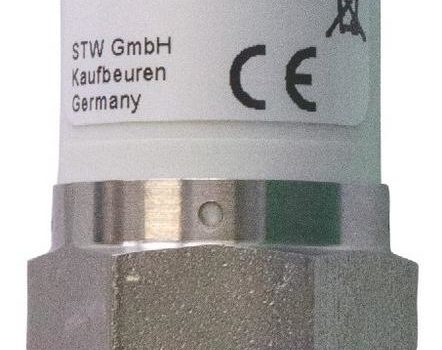 STW GmbH
Kaufbeuren
Germany
CE